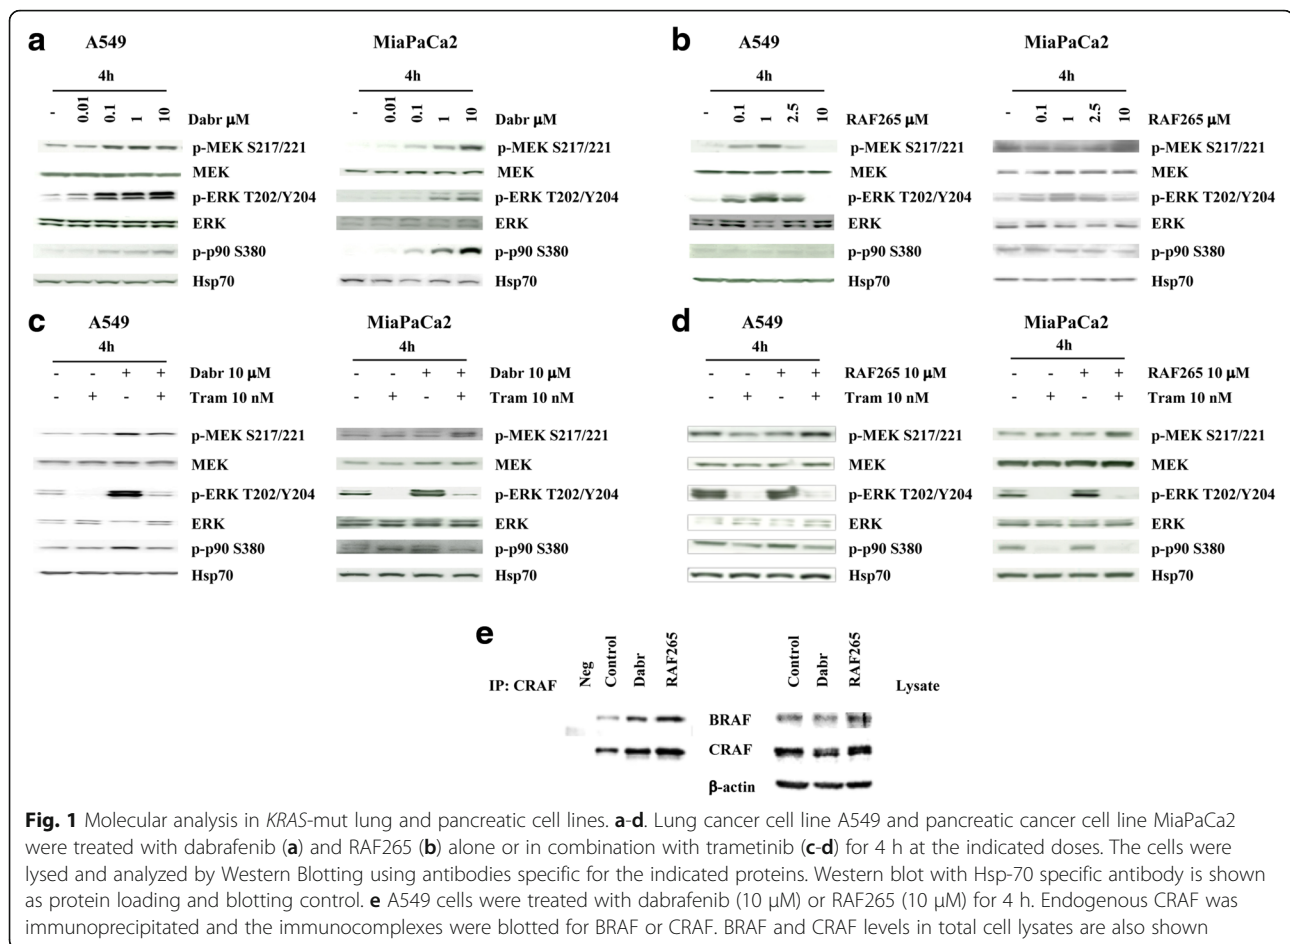 a
A549
MiaPaCa2
4h
4h
- 0.01 0.1 1 10 Dabr μM
- 0.01 0.1 1 10 Dabr μM
p-MEK S217/221
p-MEK S217/221
MEK
MEK
p-ERK T202/Y204
p-ERK T202/Y204
ERK
ERK
p-p90 S380
p-p90 S380
Hsp70
Hsp70
b
A549
MiaPaCa2
4h
4h
- 0.1 1 2.5 10 RAF265 μM
- 0.1 1 2.5 10 RAF265 μM
p-MEK S217/221
p-MEK S217/221
MEK
MEK
p-ERK T202/Y204
p-ERK T202/Y204
ERK
ERK
p-p90 S380
p-p90 S380
Hsp70
Hsp70
c
A549
MiaPaCa2
4h
4h
- - + + Dabr 10 μM
- - + + Dabr 10 μM
- + - + Tram 10 nM
- + - + Tram 10 nM
p-MEK S217/221
p-MEK S217/221
MEK
MEK
p-ERK T202/Y204
p-ERK T202/Y204
ERK
ERK
p-p90 S380
p-p90 S380
Hsp70
Hsp70
d
A549
MiaPaCa2
4h
4h
- - + + RAF265 10 μM
- - + + RAF265 10 μM
- + - + Tram 10 nM
- + - + Tram 10 nM
p-MEK S217/221
p-MEK S217/221
MEK
MEK
p-ERK T202/Y204
p-ERK T202/Y204
ERK
ERK
p-p90 S380
p-p90 S380
Hsp70
Hsp70
e
IP: CRAF
Neg Control Dabr RAF265
Control Dabr RAF265
Lysate
BRAF
CRAF
β-actin
Fig. 1 Molecular analysis in KRAS-mut lung and pancreatic cell lines. a-d. Lung cancer cell line A549 and pancreatic cancer cell line MiaPaCa2
were treated with dabrafenib (a) and RAF265 (b) alone or in combination with trametinib (c-d) for 4 h at the indicated doses. The cells were
lysed and analyzed by Western Blotting using antibodies specific for the indicated proteins. Western blot with Hsp-70 specific antibody is shown
as protein loading and blotting control. e A549 cells were treated with dabrafenib (10 μM) or RAF265 (10 μM) for 4 h. Endogenous CRAF was
immunoprecipitated and the immunocomplexes were blotted for BRAF or CRAF. BRAF and CRAF levels in total cell lysates are also shown